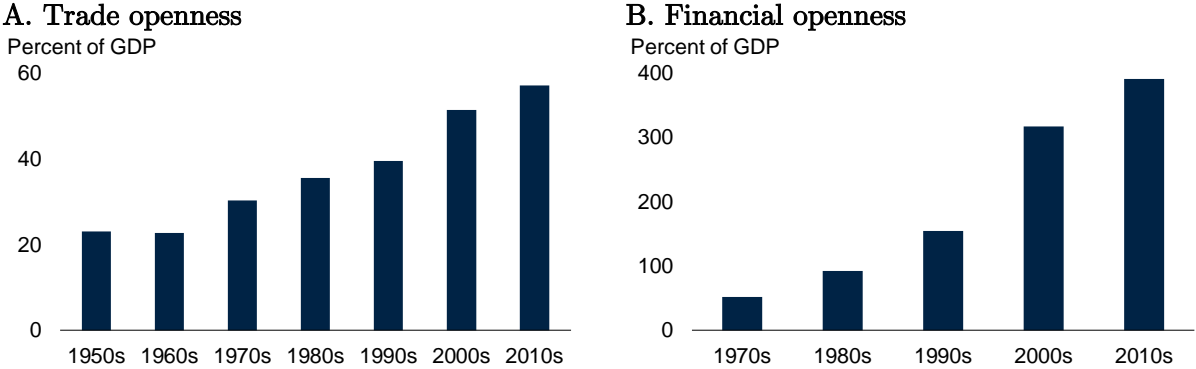 A. Trade openness
Percent of GDP
60
40
20
0
1950s 1960s 1970s 1980s 1990s 2000s 2010s
B. Financial openness
Percent of GDP
400
300
200
100
0
1970s 1980s 1990s 2000s 2010s